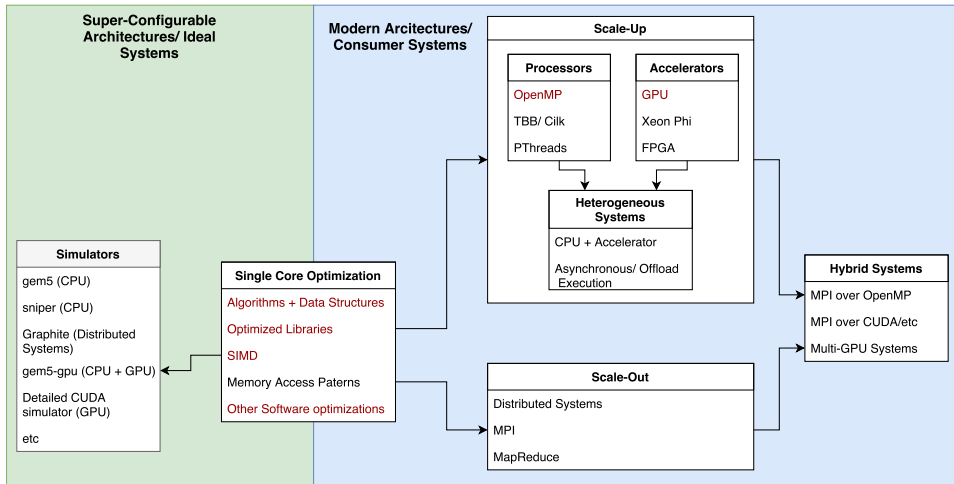 Super-Configurable
Architectures/ Ideal
Systems
Modern Arcitectures/
Consumer Systems
Scale-Up
Processors
OpenMP
TBB/ Cilk
PThreads
Accelerators
GPU
Xeon Phi
FPGA
Heterogeneous
Systems
CPU + Accelerator
Asynchronous/ Offload
Execution
Simulators
gem5 (CPU)
sniper (CPU)
Graphite (Distributed
Systems)
gem5-gpu (CPU + GPU)
Detailed CUDA
simulator (GPU)
etc
Single Core Optimization
Algorithms + Data Structures
Optimized Libraries
SIMD
Memory Access Paterns
Other Software optimizations
Scale-Out
Distributed Systems
MPI
MapReduce
Hybrid Systems
MPI over OpenMP
MPI over CUDA/etc
Multi-GPU Systems